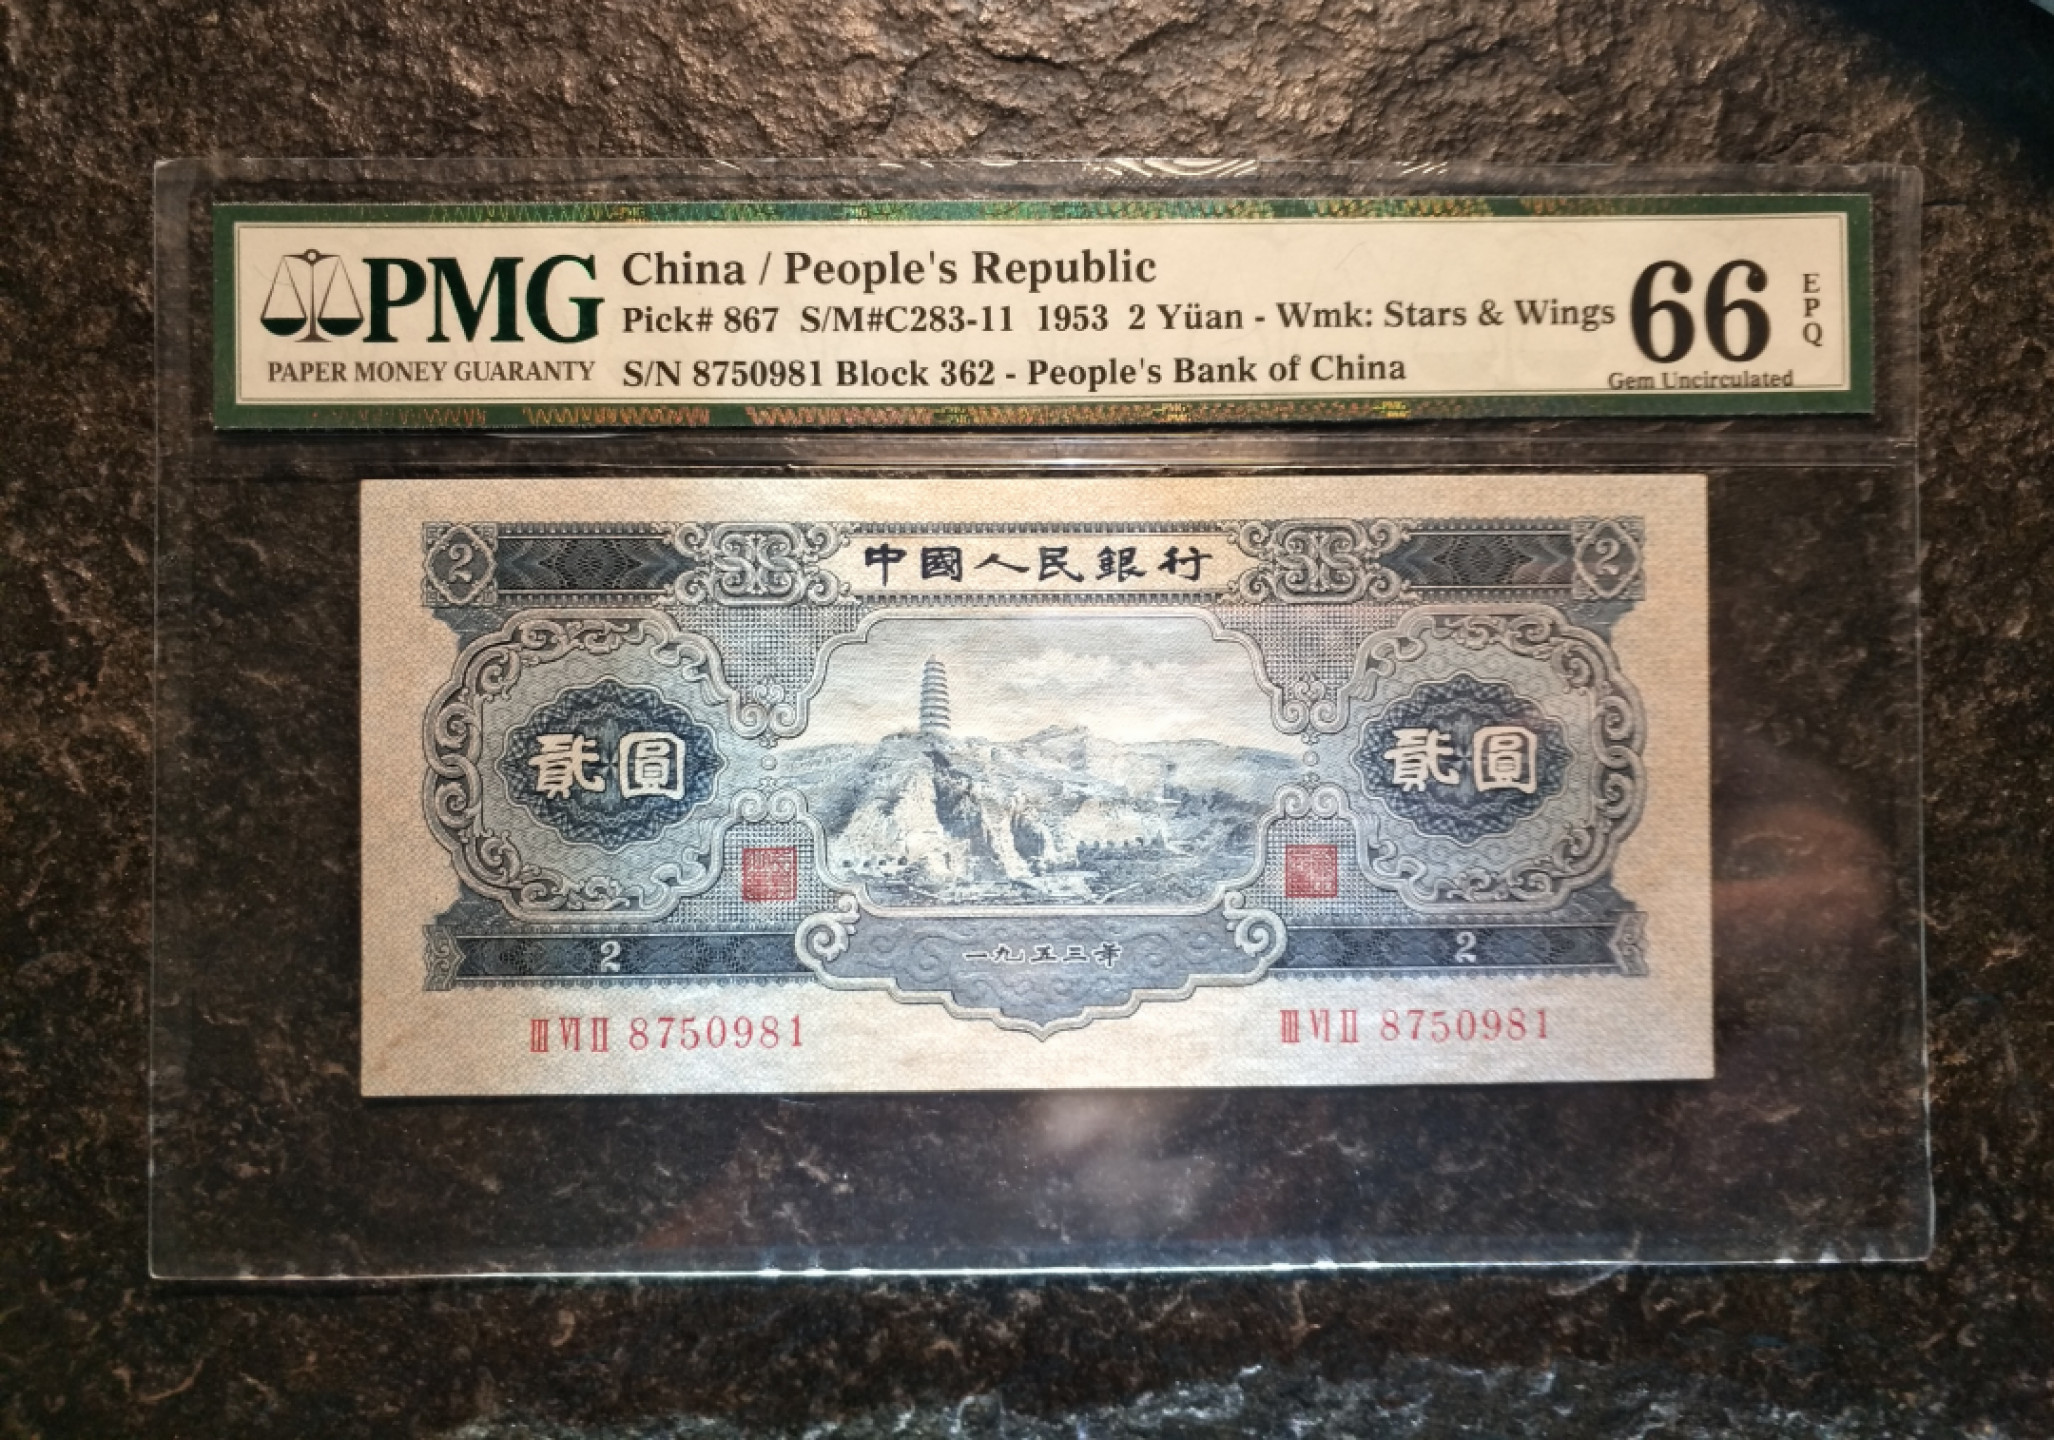 PMG
PAPER MONEY GUARANTY
China / People's Republic
Pick# 867 S/M#C283-11 1953 2 Yüan - Wmk: Stars & Wings
S/N 8750981 Block 362 - People's Bank of China
66
EPQ
Gem Uncirculated
2 中國人民銀行 2
貳圓 貳圓
2 一九五三年 2
ⅢⅥⅡ 8750981 ⅢⅥⅡ 8750981